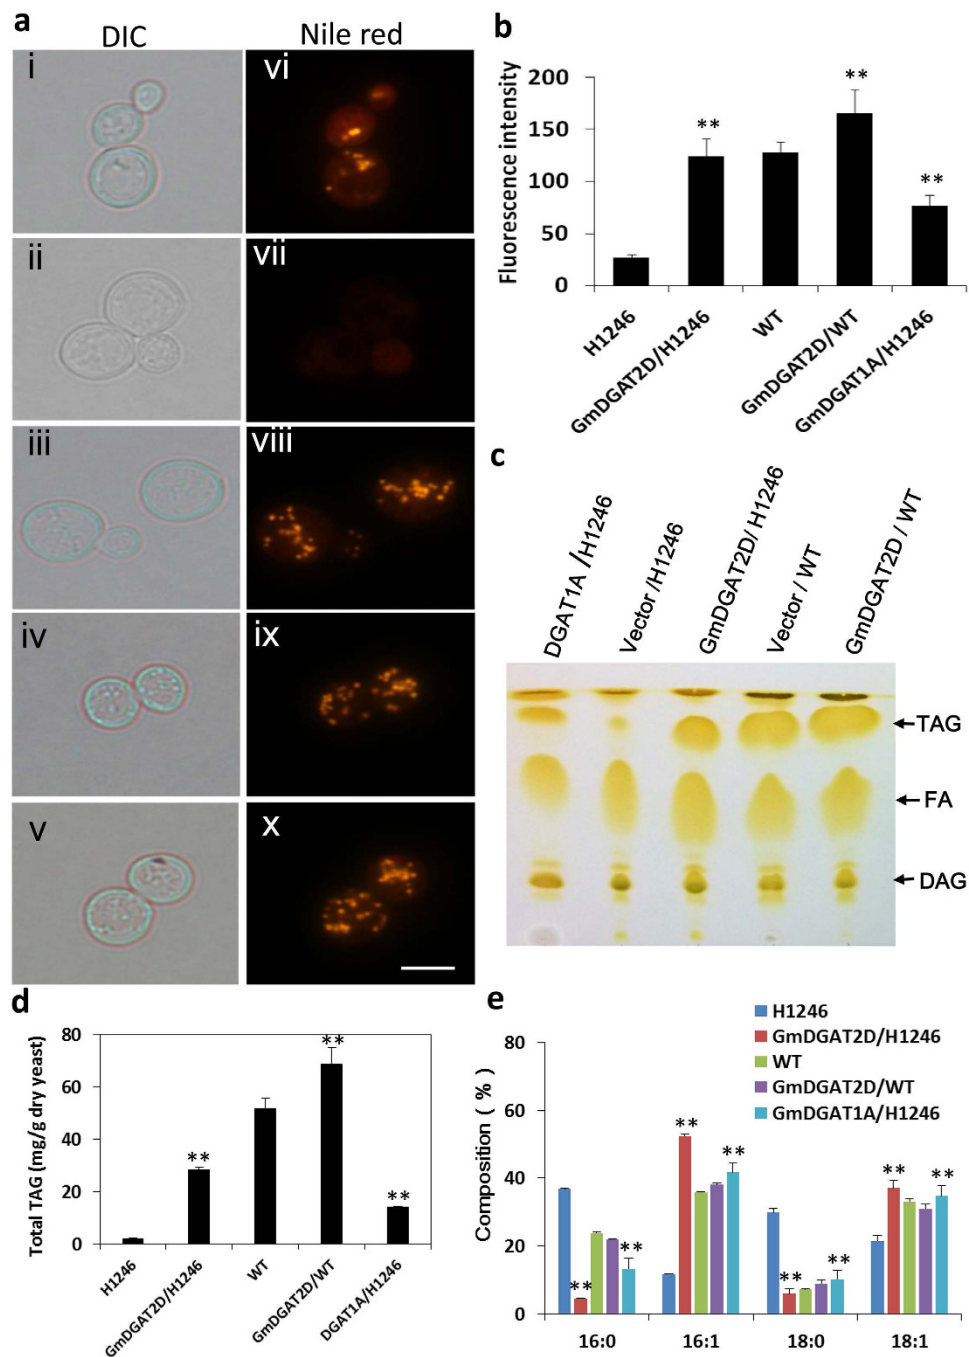 a
DIC
Nile red
i
vi
ii
vii
iii
viii
iv
ix
v
x
b
Fluorescence intensity
200
150
100
50
0
**
**
**
H1246
GmDGAT2D/H1246
WT
GmDGAT2D/WT
GmDGAT1A/H1246
c
DGAT1A /H1246
Vector /H1246
GmDGAT2D/ H1246
Vector / WT
GmDGAT2D / WT
TAG
FA
DAG
d
Total TAG (mg/g dry yeast)
80
60
40
20
0
**
**
**
H1246
GmDGAT2D/H1246
WT
GmDGAT2D/WT
DGAT1A/H1246
e
H1246
GmDGAT2D/H1246
WT
GmDGAT2D/WT
GmDGAT1A/H1246
Composition ( % )
80
60
40
20
0
**
**
**
**
**
**
**
**
16:0
16:1
18:0
18:1